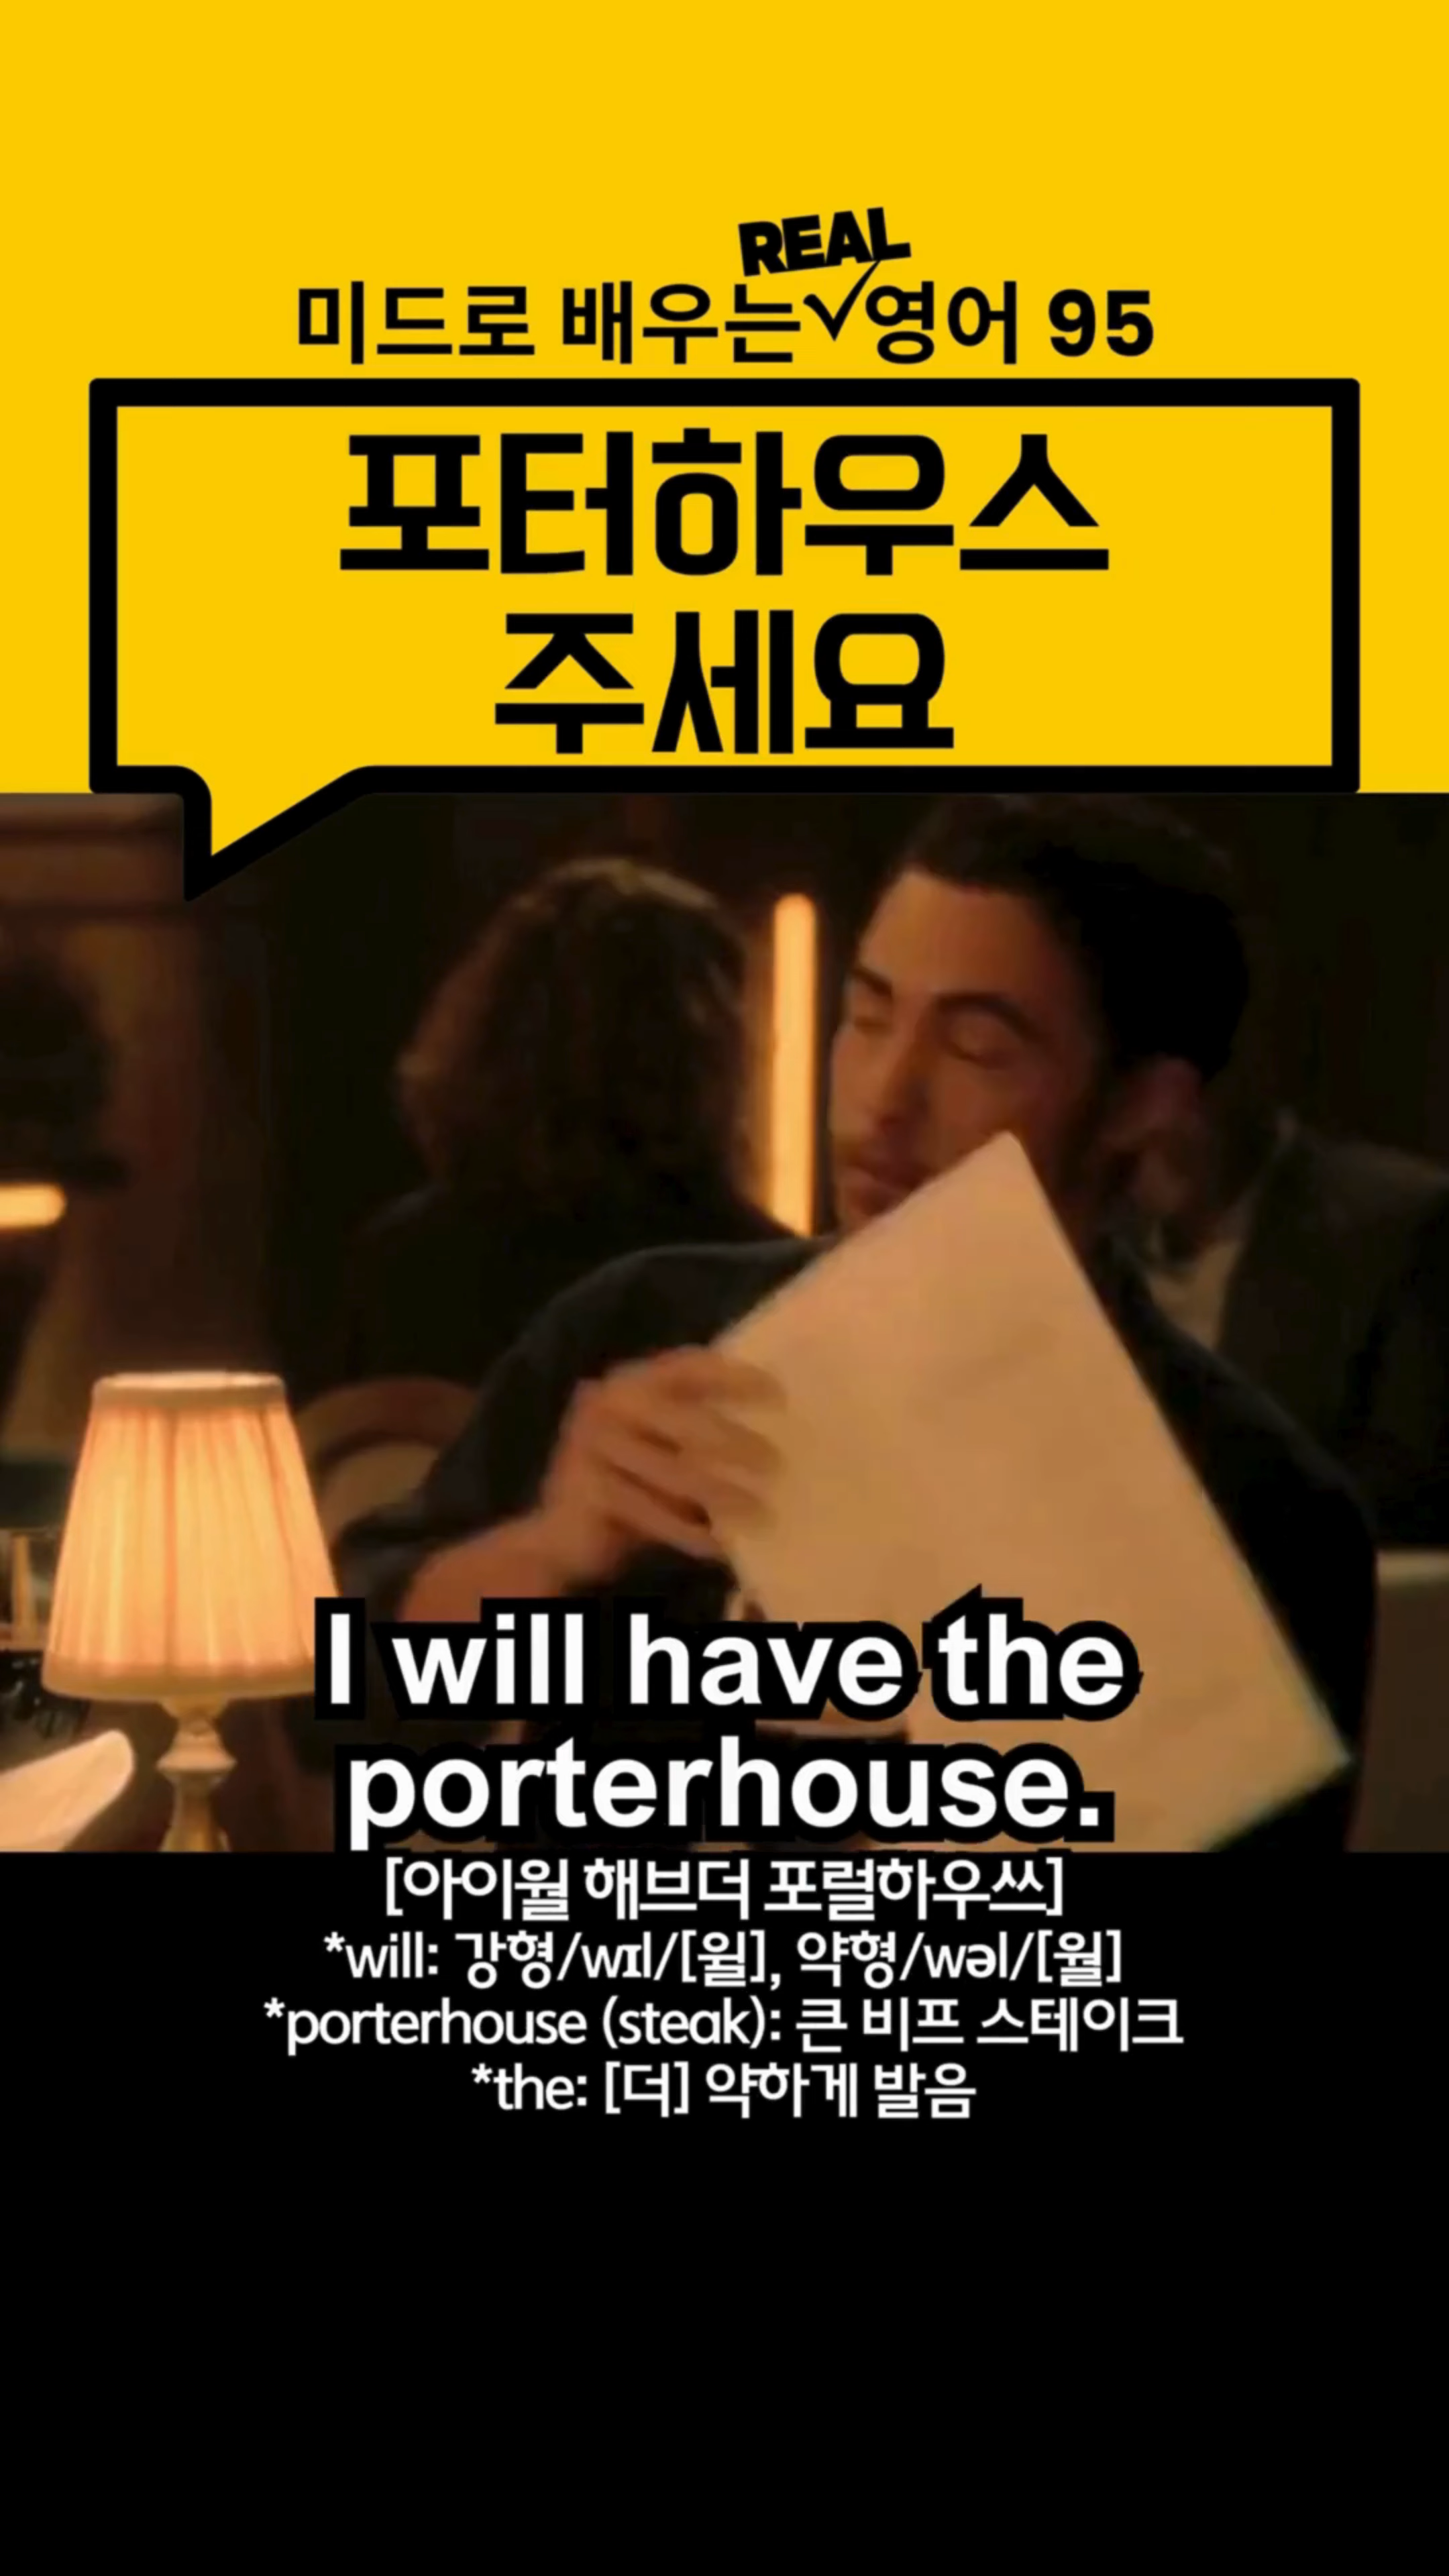 REAL
미드로 배우는✓영어 95
포터하우스
주세요
I will have the
porterhouse.
[아이월 해브더 포럴하우쓰]
*will: 강형/wɪl/[윌], 약형/wəl/[월]
*porterhouse (steak): 큰 비프 스테이크
*the: [더] 약하게 발음